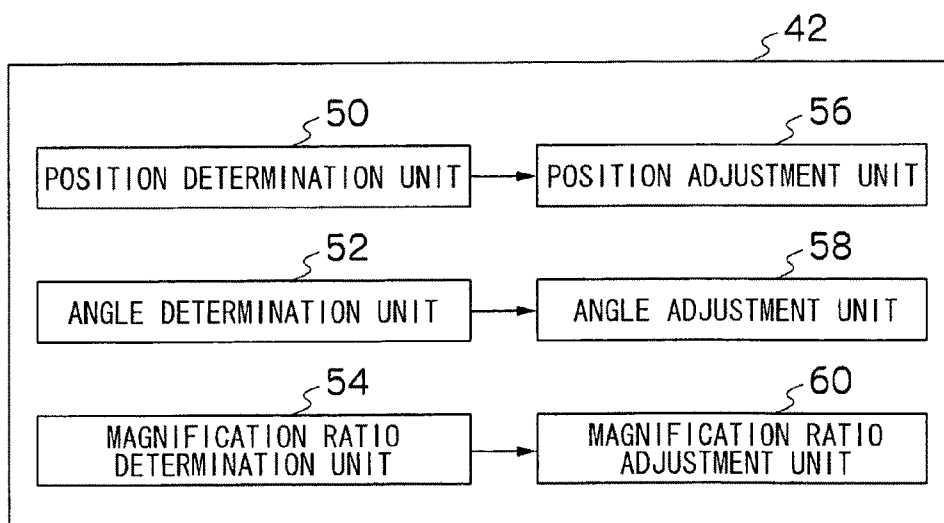 42
50
56
POSITION DETERMINATION UNIT
POSITION ADJUSTMENT UNIT
52
58
ANGLE DETERMINATION UNIT
ANGLE ADJUSTMENT UNIT
54
60
MAGNIFICATION RATIO
DETERMINATION UNIT
MAGNIFICATION RATIO
ADJUSTMENT UNIT